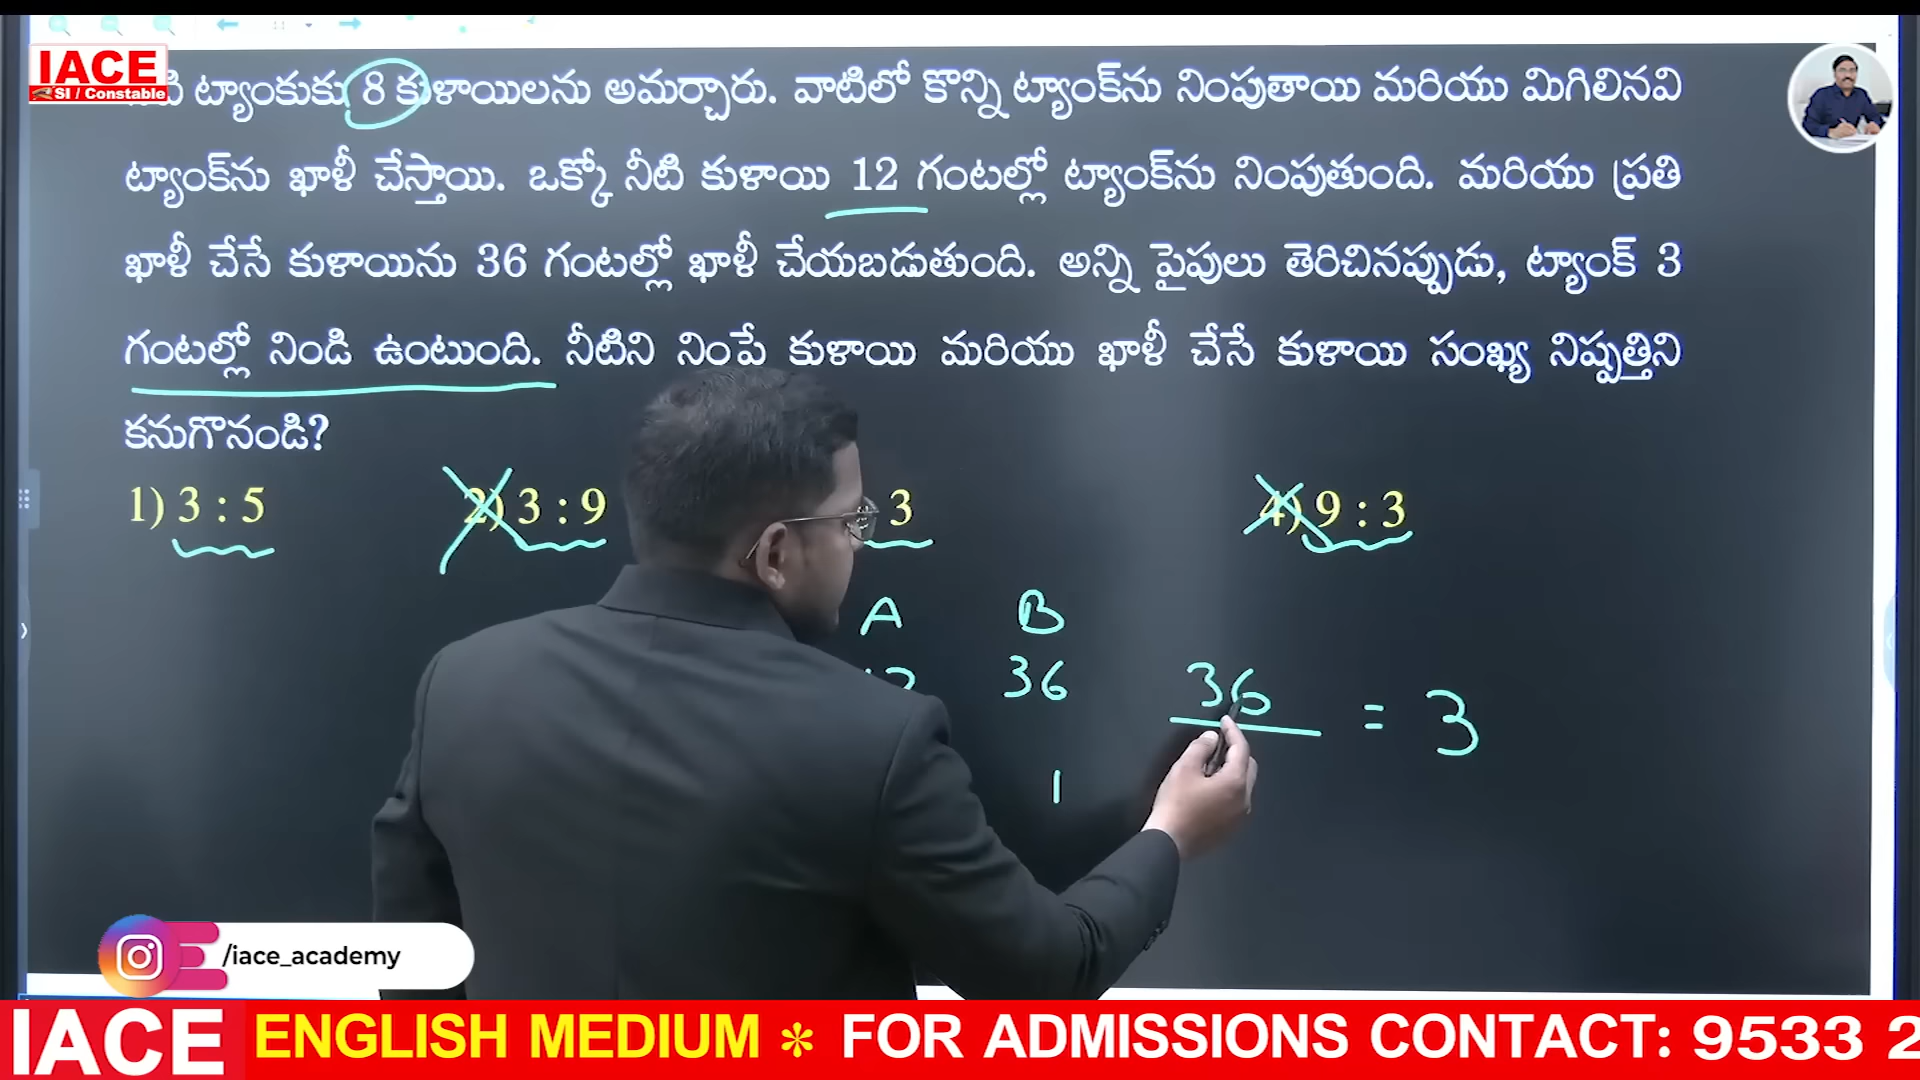 IACE
SI / Constable
ట్యాంకుకు 8 కుళాయిలను అమర్చారు. వాటిలో కొన్ని ట్యాంక్‌ను నింపుతాయి మరియు మిగిలినవి
ట్యాంక్‌ను ఖాళీ చేస్తాయి. ఒక్కో నీటి కుళాయి 12 గంటల్లో ట్యాంక్‌ను నింపుతుంది. మరియు ప్రతి
ఖాళీ చేసే కుళాయిను 36 గంటల్లో ఖాళీ చేయబడుతుంది. అన్ని పైపులు తెరిచినప్పుడు, ట్యాంక్ 3
గంటల్లో నిండి ఉంటుంది. నీటిని నింపే కుళాయి మరియు ఖాళీ చేసే కుళాయి సంఖ్య నిష్పత్తిని
కనుగొనండి?
1) 3 : 5 2) 3 : 9 3 4) 9 : 3
A B
36 36 = 3
1
/iace_academy
IACE ENGLISH MEDIUM * FOR ADMISSIONS CONTACT: 9533 2